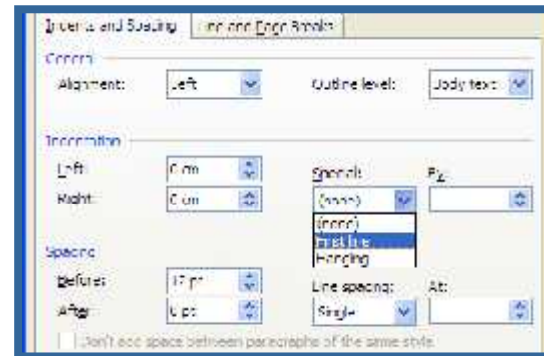 Indents and Spacing Line and Page Breaks
General
Alignment: Left Outline level: Body text
Indentation
Left: 0 cm Special: By:
Right: 0 cm (none)
(none)
First line
Hanging
Spacing
Before: 12 pt Line spacing: At:
After: 0 pt Single
Don't add space between paragraphs of the same style